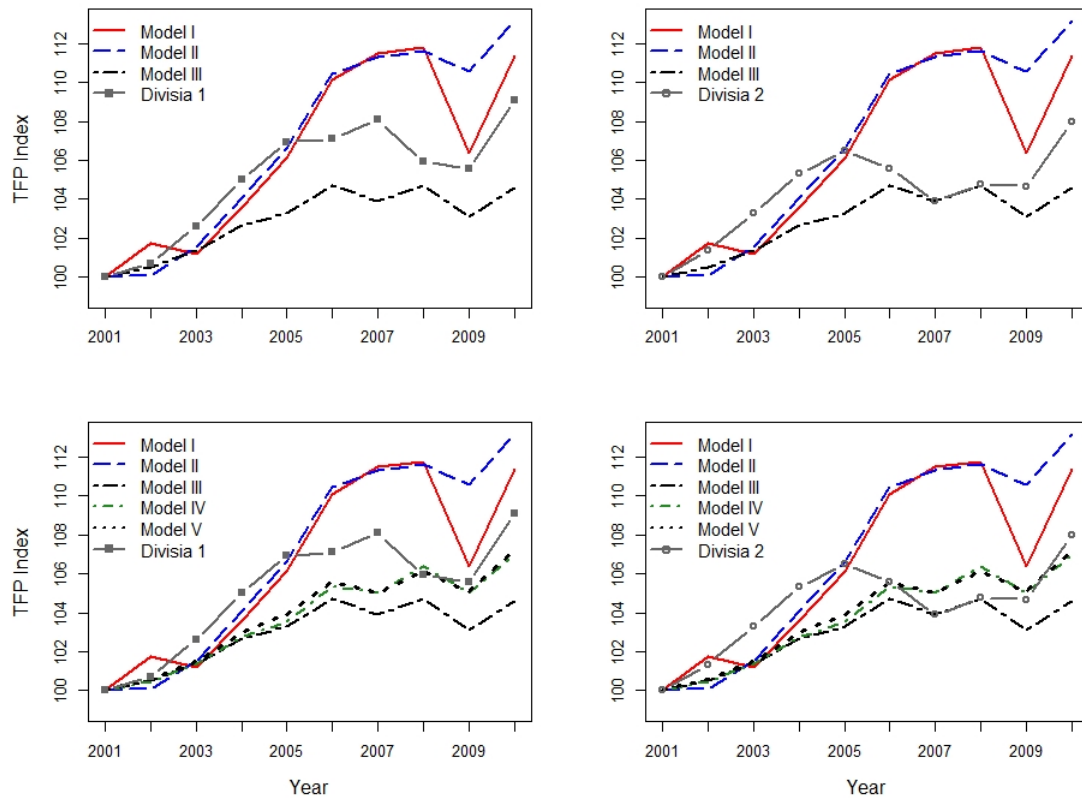 Model I
Model II
Model III
Divisia 1
TFP Index
100 102 104 106 108 110 112
2001 2003 2005 2007 2009
Model I
Model II
Model III
Divisia 2
100 102 104 106 108 110 112
2001 2003 2005 2007 2009
Model I
Model II
Model III
Model IV
Model V
Divisia 1
TFP Index
100 102 104 106 108 110 112
2001 2003 2005 2007 2009
Year
Model I
Model II
Model III
Model IV
Model V
Divisia 2
100 102 104 106 108 110 112
2001 2003 2005 2007 2009
Year